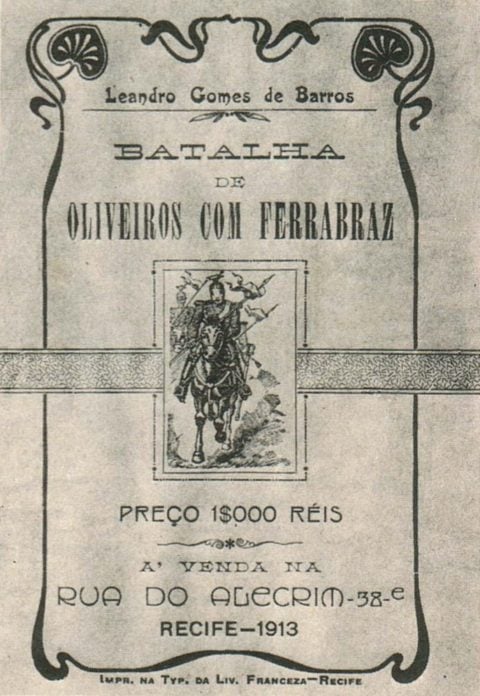 Leandro Gomes de Barros
BATALHA
DE
OLIVEIROS COM FERRABRAZ
PREÇO 1$000 RÉIS
A' VENDA NA
RUA DO ALECRIM-38-e
RECIFE—1913
IMPR. NA TYP. DA LIV. FRANCEZA—RECIFE